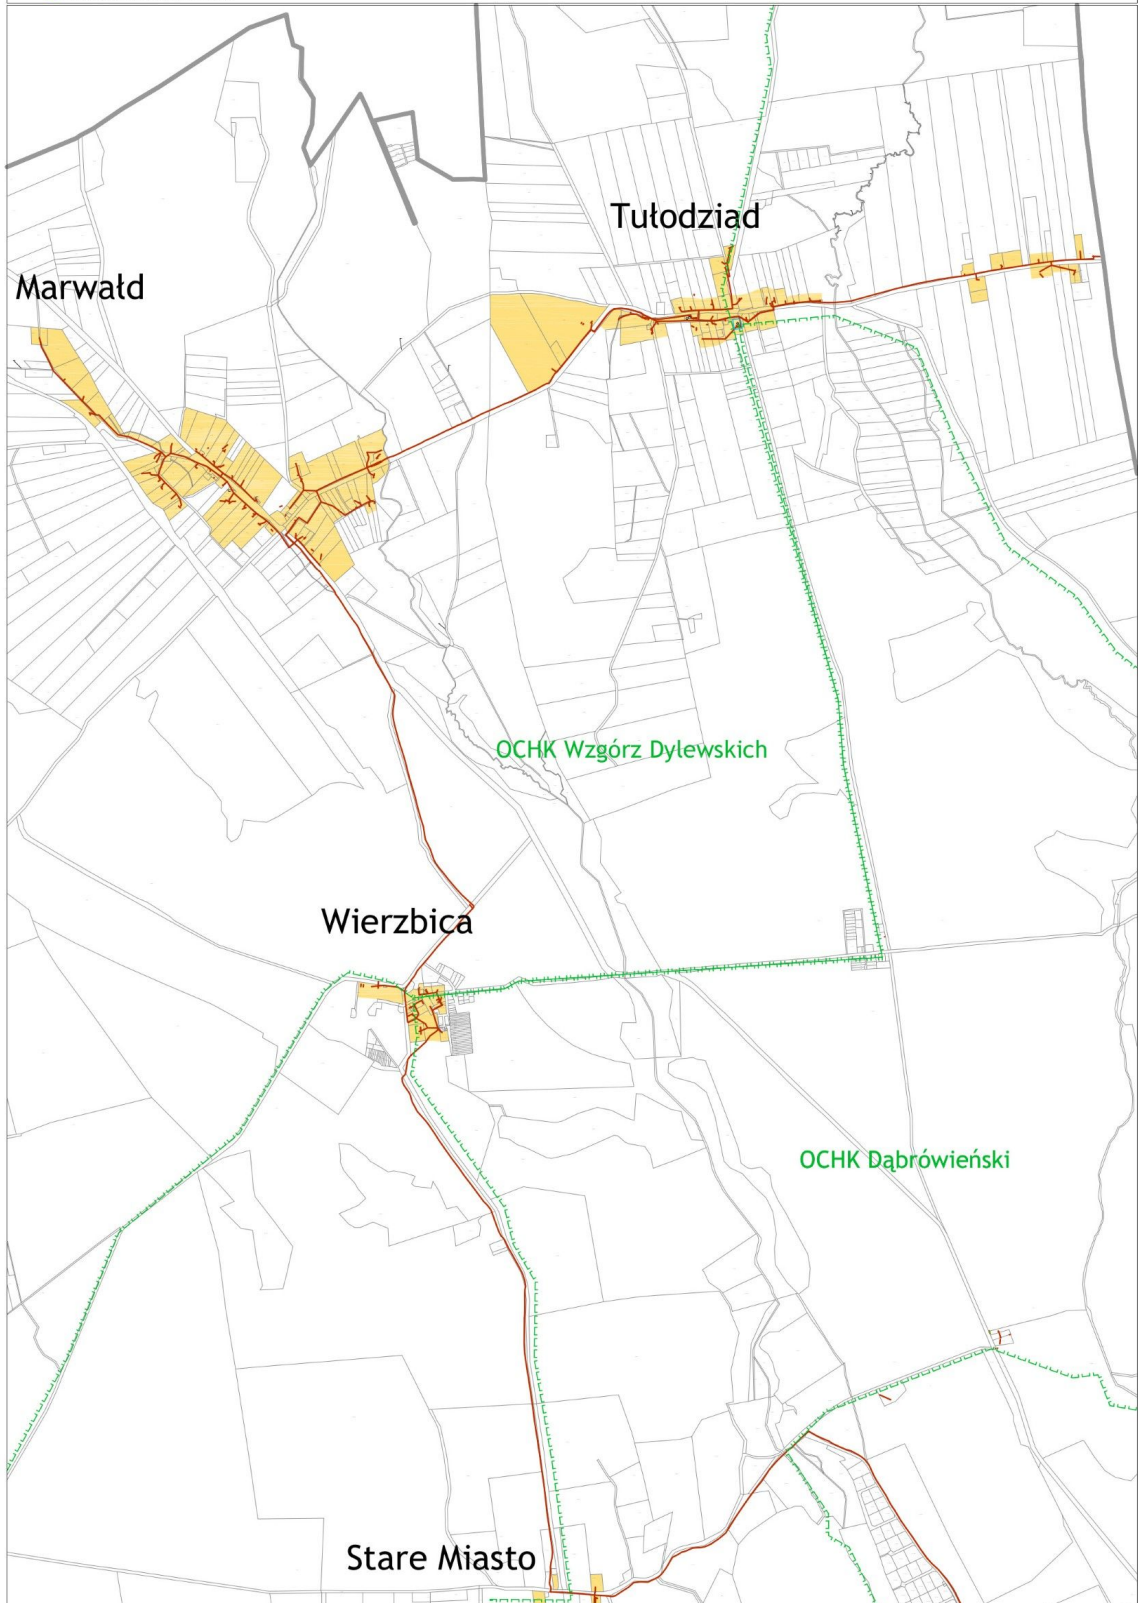 Tułodziad
Marwałd
OCHK Wzgórz Dylewskich
Wierzbica
OCHK Dąbrówieński
Stare Miasto